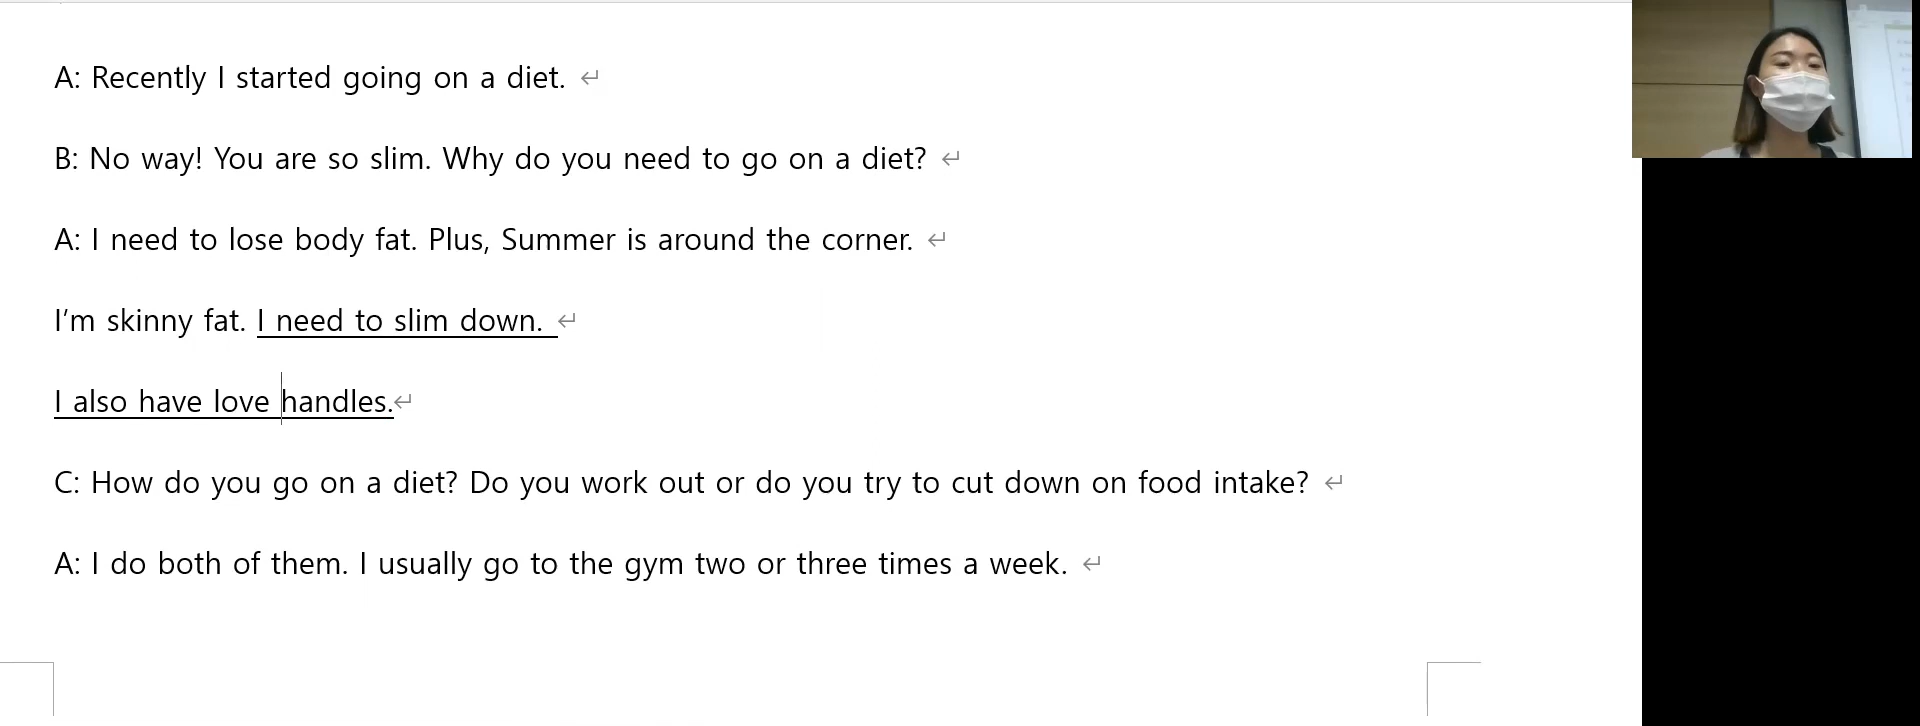 A: Recently I started going on a diet.
B: No way! You are so slim. Why do you need to go on a diet?
A: I need to lose body fat. Plus, Summer is around the corner.
I’m skinny fat. I need to slim down.
I also have love handles.
C: How do you go on a diet? Do you work out or do you try to cut down on food intake?
A: I do both of them. I usually go to the gym two or three times a week.